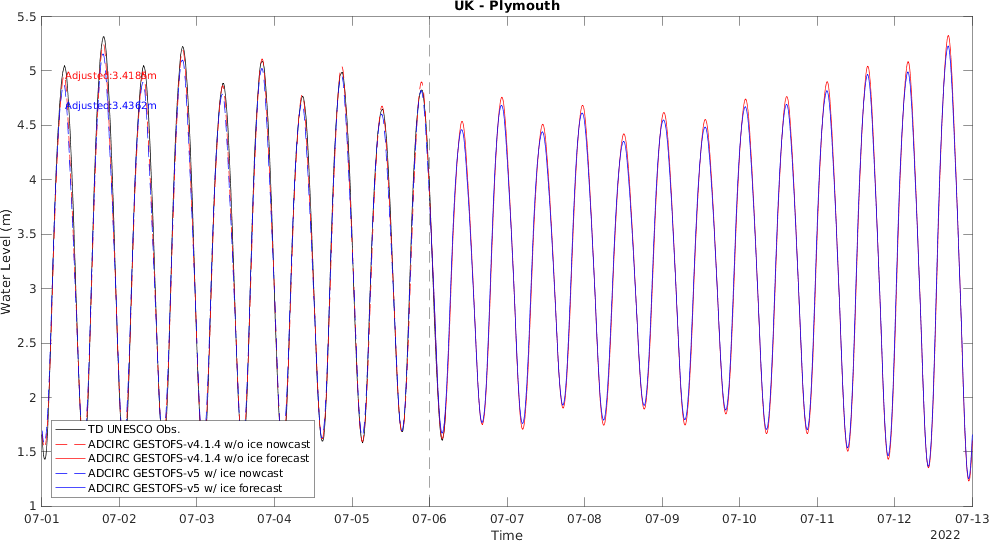 UK - Plymouth
5.5
5
4.5
4
3.5
3
2.5
2
1.5
1
Water Level (m)
Adjusted:3.4362m
TD UNESCO Obs.
ADCIRC GESTOFS-v4.1.4 w/o ice nowcast
ADCIRC GESTOFS-v4.1.4 w/o ice forecast
ADCIRC GESTOFS-v5 w/ ice nowcast
ADCIRC GESTOFS-v5 w/ ice forecast
07-01 07-02 07-03 07-04 07-05 07-06 07-07 07-08 07-09 07-10 07-11 07-12 07-13
Time
2022